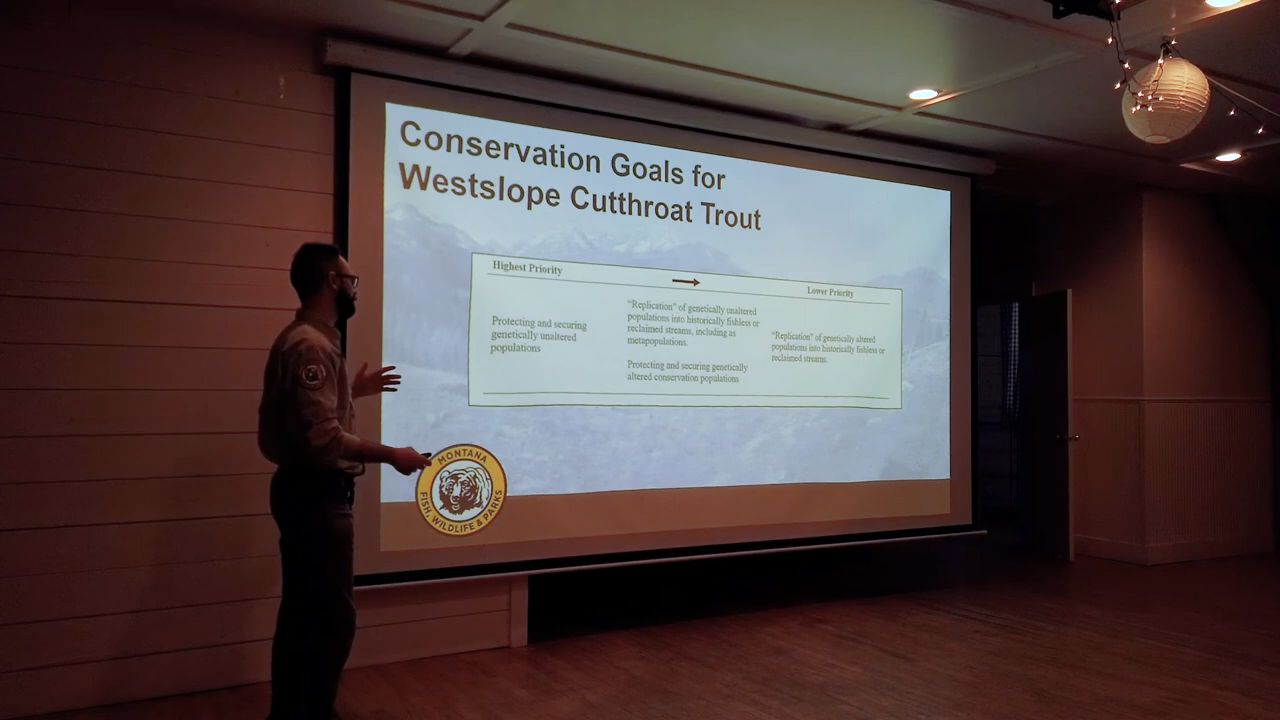 Conservation Goals for
Westslope Cutthroat Trout
Highest Priority
Lower Priority
Protecting and securing
genetically unaltered
populations
"Replication" of genetically unaltered
populations into historically fishless or
reclaimed streams, including as
metapopulations.
Protecting and securing genetically
altered conservation populations
"Replication" of genetically altered
populations into historically fishless or
reclaimed streams.
MONTANA
FISH, WILDLIFE & PARKS